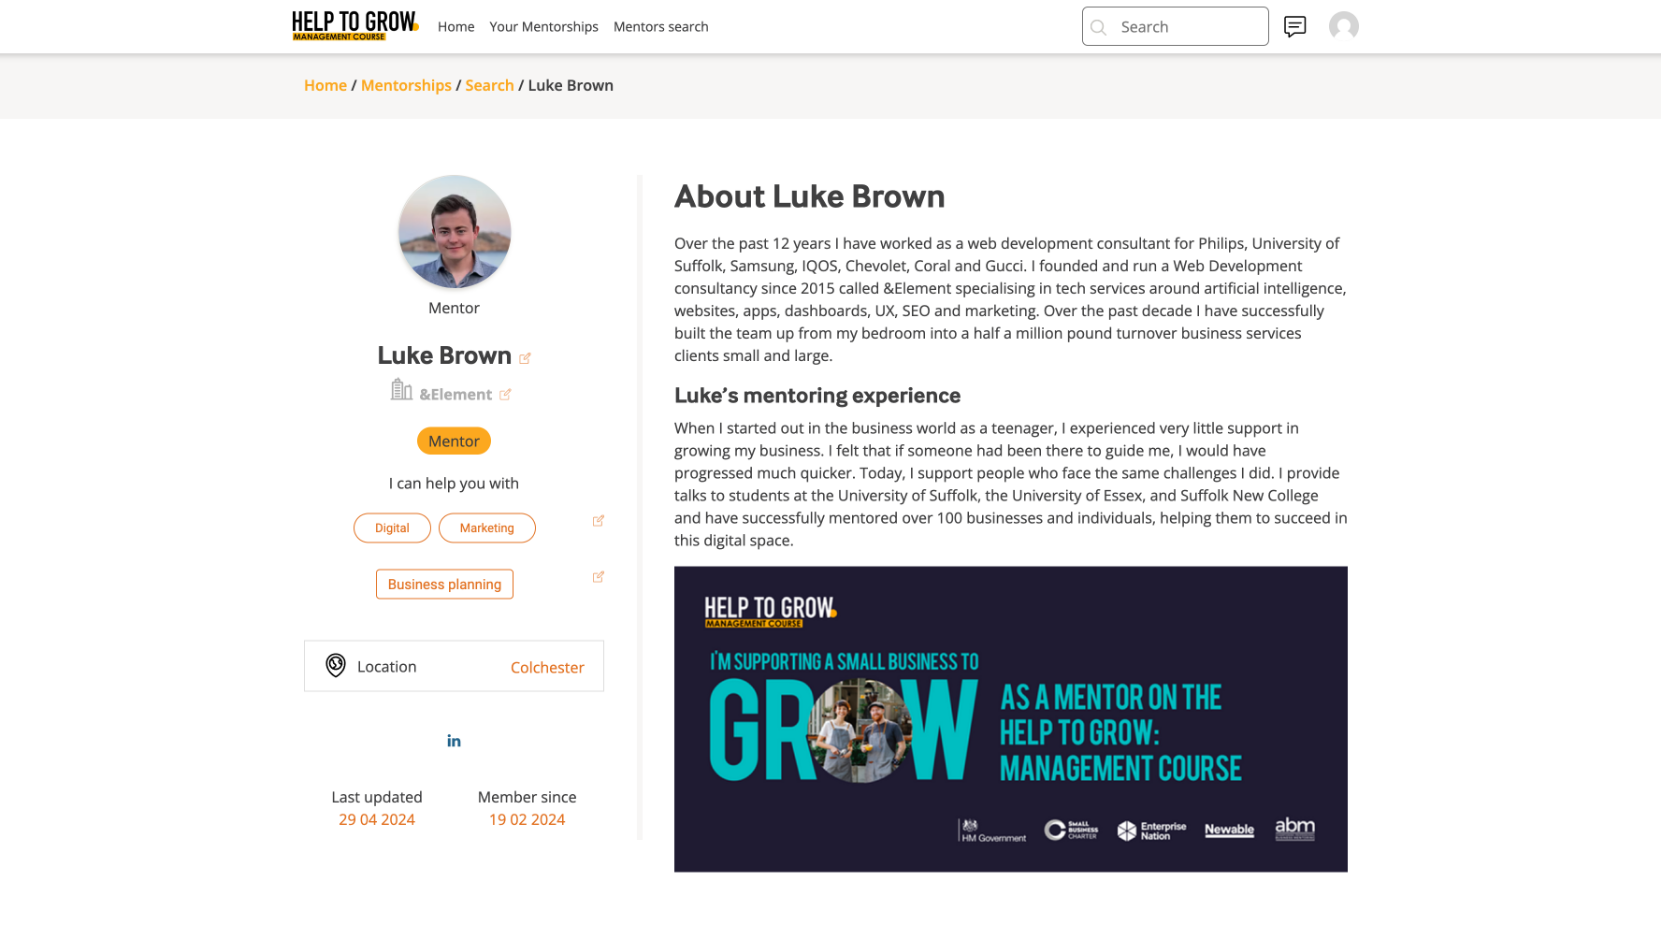 HELP TO GROW
MANAGEMENT COURSE
Home Your Mentorships Mentors search
Search
Home / Mentorships / Search / Luke Brown
Mentor
Luke Brown
&Element
Mentor
I can help you with
Digital Marketing
Business planning
Location Colchester
in
Last updated Member since
29 04 2024 19 02 2024
About Luke Brown
Over the past 12 years I have worked as a web development consultant for Philips, University of
Suffolk, Samsung, IQOS, Chevolet, Coral and Gucci. I founded and run a Web Development
consultancy since 2015 called &Element specialising in tech services around artificial intelligence,
websites, apps, dashboards, UX, SEO and marketing. Over the past decade I have successfully
built the team up from my bedroom into a half a million pound turnover business services
clients small and large.
Luke’s mentoring experience
When I started out in the business world as a teenager, I experienced very little support in
growing my business. I felt that if someone had been there to guide me, I would have
progressed much quicker. Today, I support people who face the same challenges I did. I provide
talks to students at the University of Suffolk, the University of Essex, and Suffolk New College
and have successfully mentored over 100 businesses and individuals, helping them to succeed in
this digital space.
HELP TO GROW
MANAGEMENT COURSE
I'M SUPPORTING A SMALL BUSINESS TO
GROW
AS A MENTOR ON THE
HELP TO GROW:
MANAGEMENT COURSE
HM Government
SMALL
BUSINESS
CHARTER
Enterprise
Nation
Newable
abm